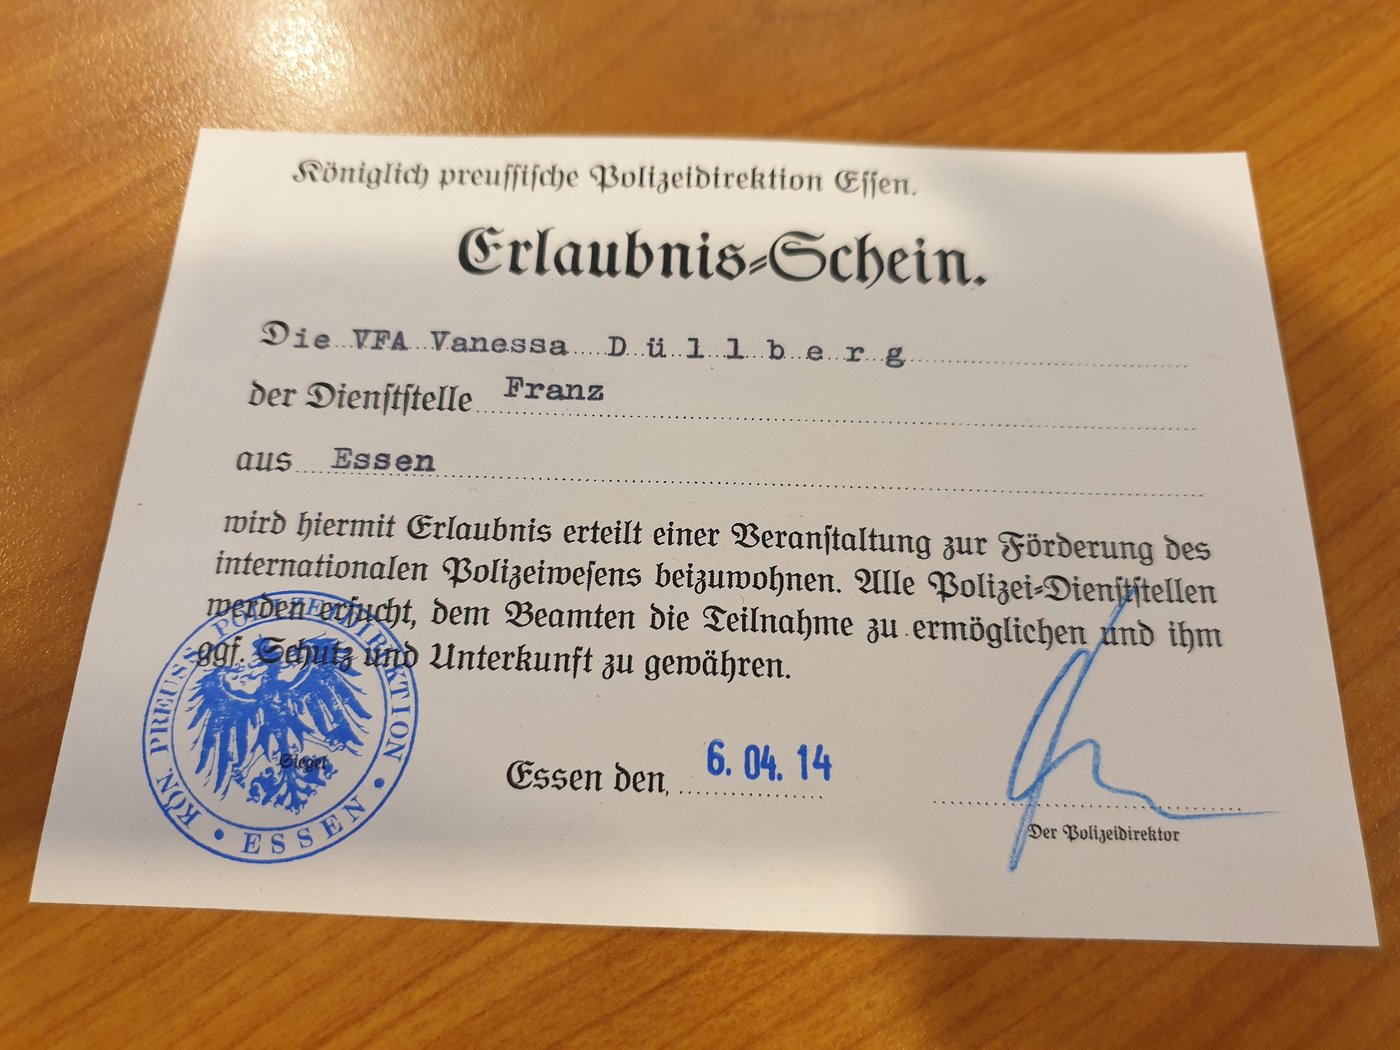 Königlich preussische Polizeidirektion Essen.
Erlaubnis-Schein.
Die VFA Vanessa Düllberg
der Dienststelle Franz
aus Essen
wird hiermit Erlaubnis erteilt einer Veranstaltung zur Förderung des
internationalen Polizeiwesens beizuwohnen. Alle Polizei-Dienststellen
werden ersucht, dem Beamten die Teilnahme zu ermöglichen und ihm
ggf. Schutz und Unterkunft zu gewähren.
KÖN. PREUSS. POLIZEIDIREKTION
• ESSEN •
Siegel
Essen den, 6. 04. 14
Der Polizeidirektor